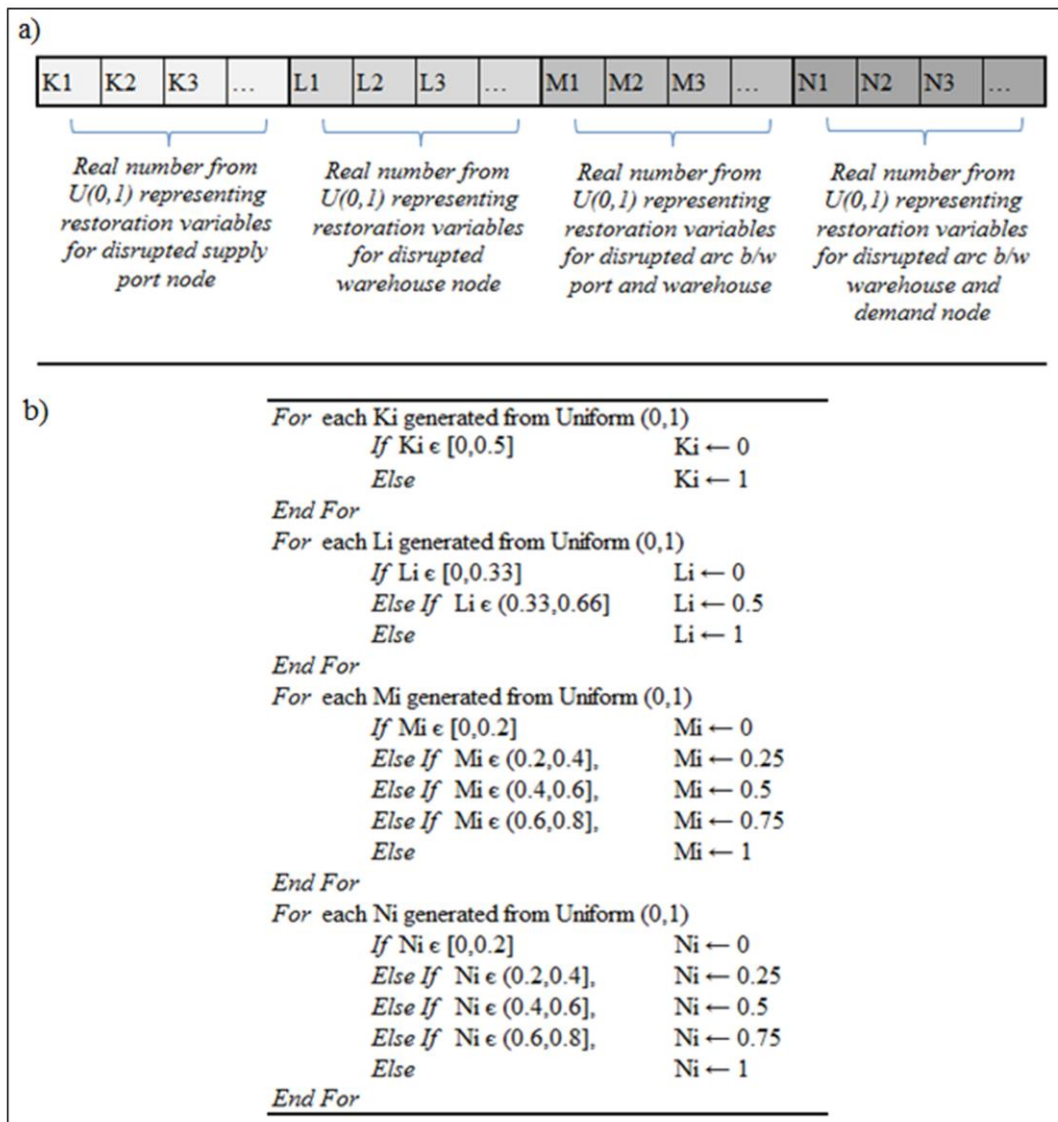 a)
K1 K2 K3 ... L1 L2 L3 ... M1 M2 M3 ... N1 N2 N3 ...
Real number from
U(0,1) representing
restoration variables
for disrupted supply
port node
Real number from
U(0,1) representing
restoration variables
for disrupted
warehouse node
Real number from
U(0,1) representing
restoration variables
for disrupted arc b/w
port and warehouse
Real number from
U(0,1) representing
restoration variables
for disrupted arc b/w
warehouse and
demand node
b)
For each Ki generated from Uniform (0,1)
If Ki ϵ [0,0.5] Ki ← 0
Else Ki ← 1
End For
For each Li generated from Uniform (0,1)
If Li ϵ [0,0.33] Li ← 0
Else If Li ϵ (0.33,0.66] Li ← 0.5
Else Li ← 1
End For
For each Mi generated from Uniform (0,1)
If Mi ϵ [0,0.2] Mi ← 0
Else If Mi ϵ (0.2,0.4], Mi ← 0.25
Else If Mi ϵ (0.4,0.6], Mi ← 0.5
Else If Mi ϵ (0.6,0.8], Mi ← 0.75
Else Mi ← 1
End For
For each Ni generated from Uniform (0,1)
If Ni ϵ [0,0.2] Ni ← 0
Else If Ni ϵ (0.2,0.4], Ni ← 0.25
Else If Ni ϵ (0.4,0.6], Ni ← 0.5
Else If Ni ϵ (0.6,0.8], Ni ← 0.75
Else Ni ← 1
End For